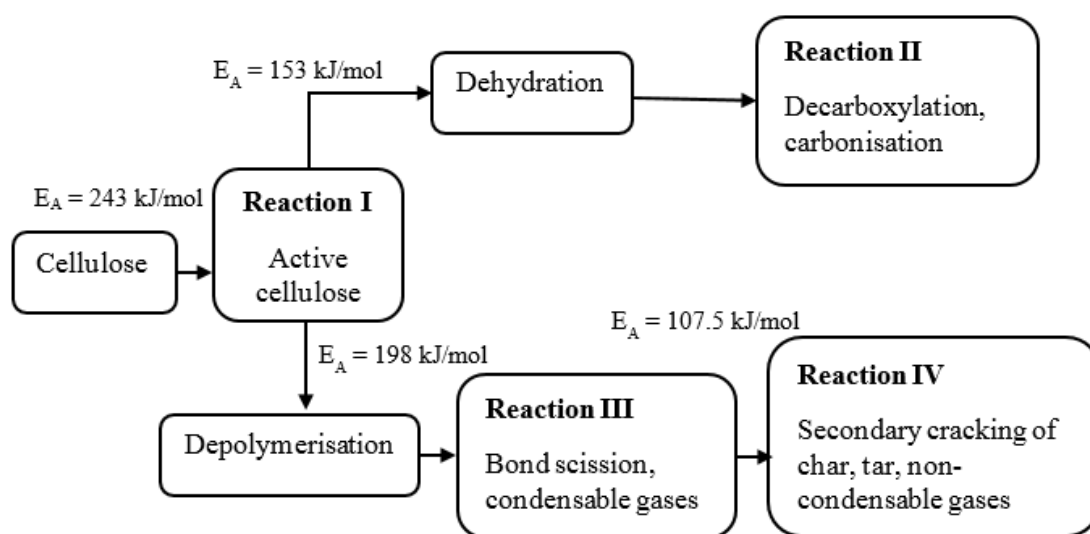 E_A = 153 kJ/mol
Dehydration
Reaction II
Decarboxylation,
carbonisation
E_A = 243 kJ/mol
Cellulose
Reaction I
Active
cellulose
E_A = 198 kJ/mol
Depolymerisation
Reaction III
Bond scission,
condensable gases
E_A = 107.5 kJ/mol
Reaction IV
Secondary cracking of
char, tar, non-
condensable gases